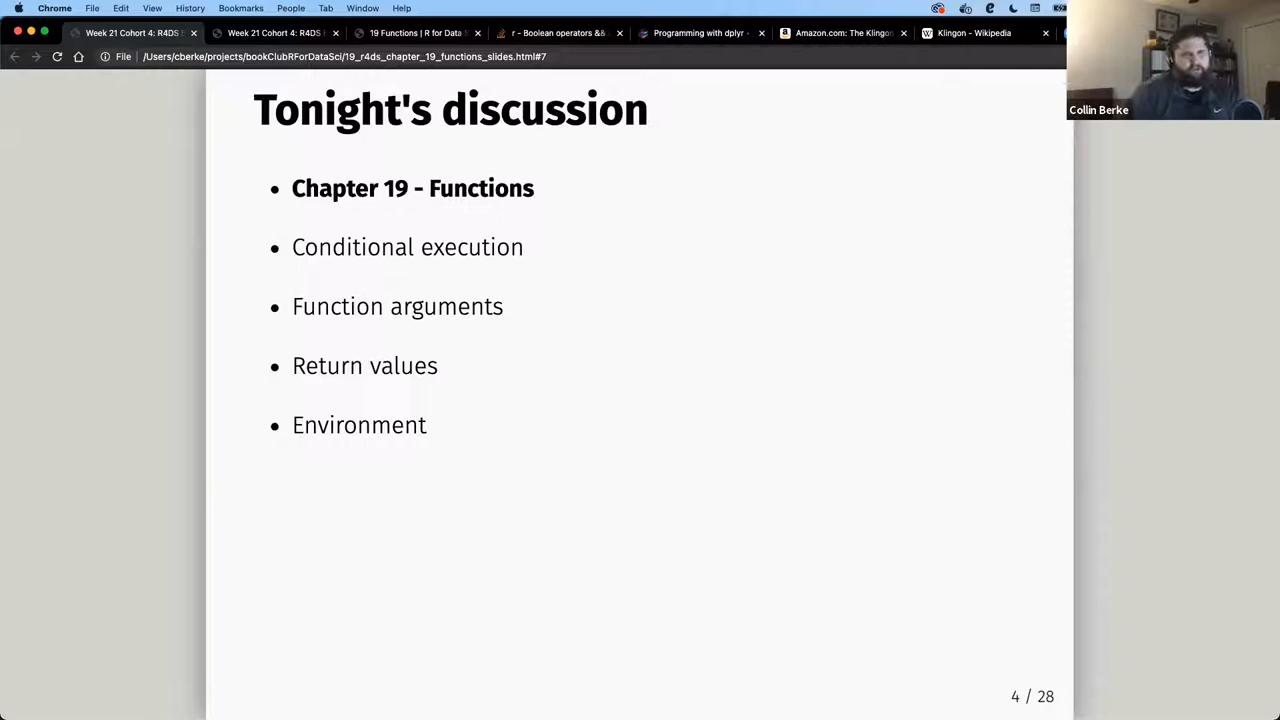 Chrome File Edit View History Bookmarks People Tab Window Help
Week 21 Cohort 4: R4DS Week 21 Cohort 4: R4DS 19 Functions | R for Data r - Boolean operators && Programming with dplyr Amazon.com: The Klingon Klingon - Wikipedia
File /Users/cberke/projects/bookClubRForDataSci/19_r4ds_chapter_19_functions_slides.html#7
Collin Berke
Tonight's discussion
Chapter 19 - Functions
Conditional execution
Function arguments
Return values
Environment
4 / 28